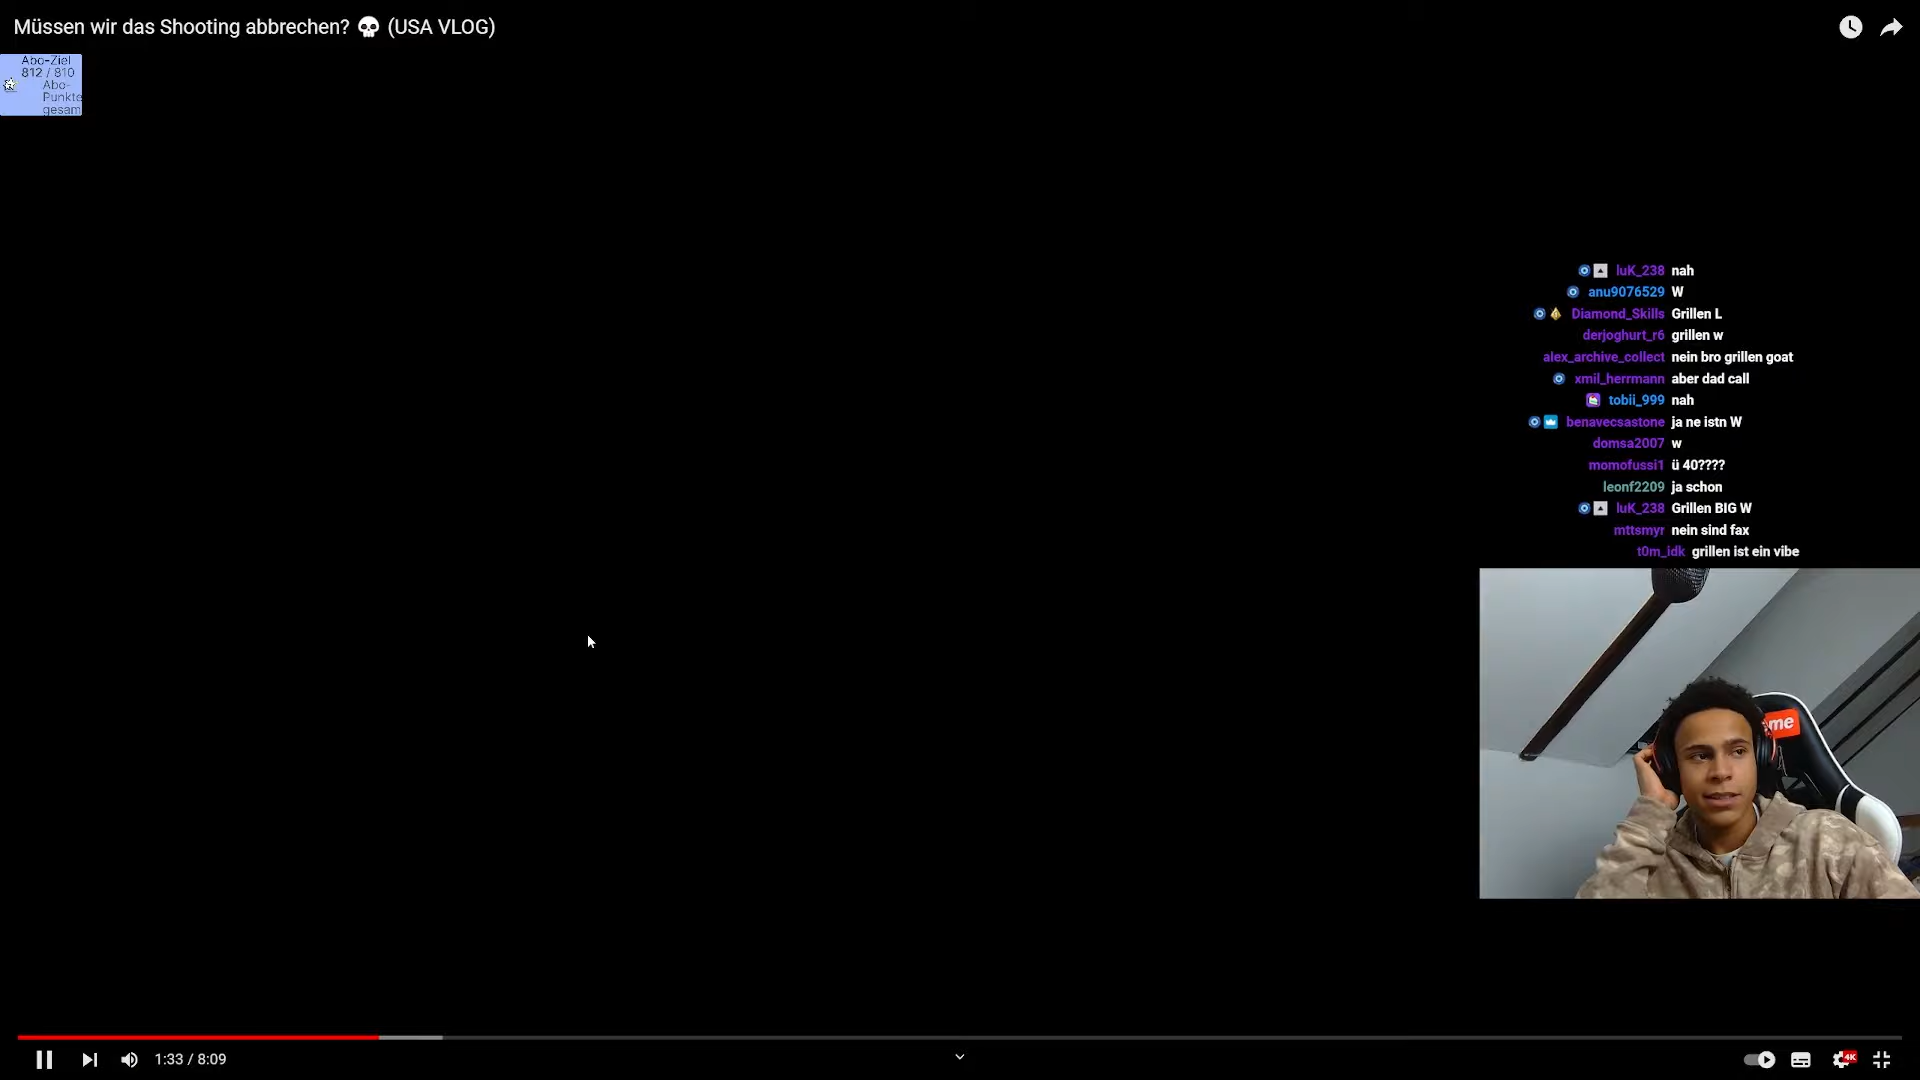 Müssen wir das Shooting abbrechen? 💀 (USA VLOG)
Abo-Ziel
812 / 810
Abo-
Punkte
gesam
luK_238 nah
anu9076529 W
Diamond_Skills Grillen L
derjoghurt_r6 grillen w
alex_archive_collect nein bro grillen goat
xmil_herrmann aber dad call
tobii_999 nah
benavecsastone ja ne istn W
domsa2007 w
momofussi1 ü 40????
leonf2209 ja schon
luK_238 Grillen BIG W
mttsmyr nein sind fax
t0m_idk grillen ist ein vibe
me
1:33 / 8:09
4K